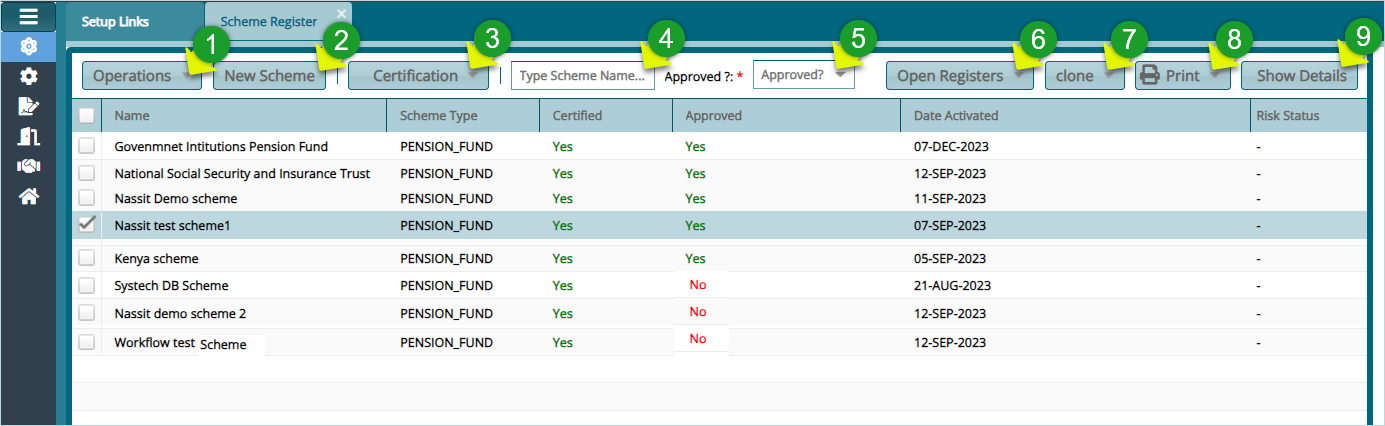 Setup Links Scheme Register ×
1 2 3 4 5 6 7 8 9
Operations New Scheme Certification Type Scheme Name... Approved ?: * Approved? Open Registers clone Print Show Details
Name Scheme Type Certified Approved Date Activated Risk Status
Govenmnet Intitutions Pension Fund PENSION_FUND Yes Yes 07-DEC-2023 -
National Social Security and Insurance Trust PENSION_FUND Yes Yes 12-SEP-2023 -
Nassit Demo scheme PENSION_FUND Yes Yes 11-SEP-2023 -
Nassit test scheme1 PENSION_FUND Yes Yes 07-SEP-2023 -
Kenya scheme PENSION_FUND Yes Yes 05-SEP-2023 -
Systech DB Scheme PENSION_FUND Yes No 21-AUG-2023 -
Nassit demo scheme 2 PENSION_FUND Yes No 12-SEP-2023 -
Workflow test Scheme PENSION_FUND Yes No 12-SEP-2023 -